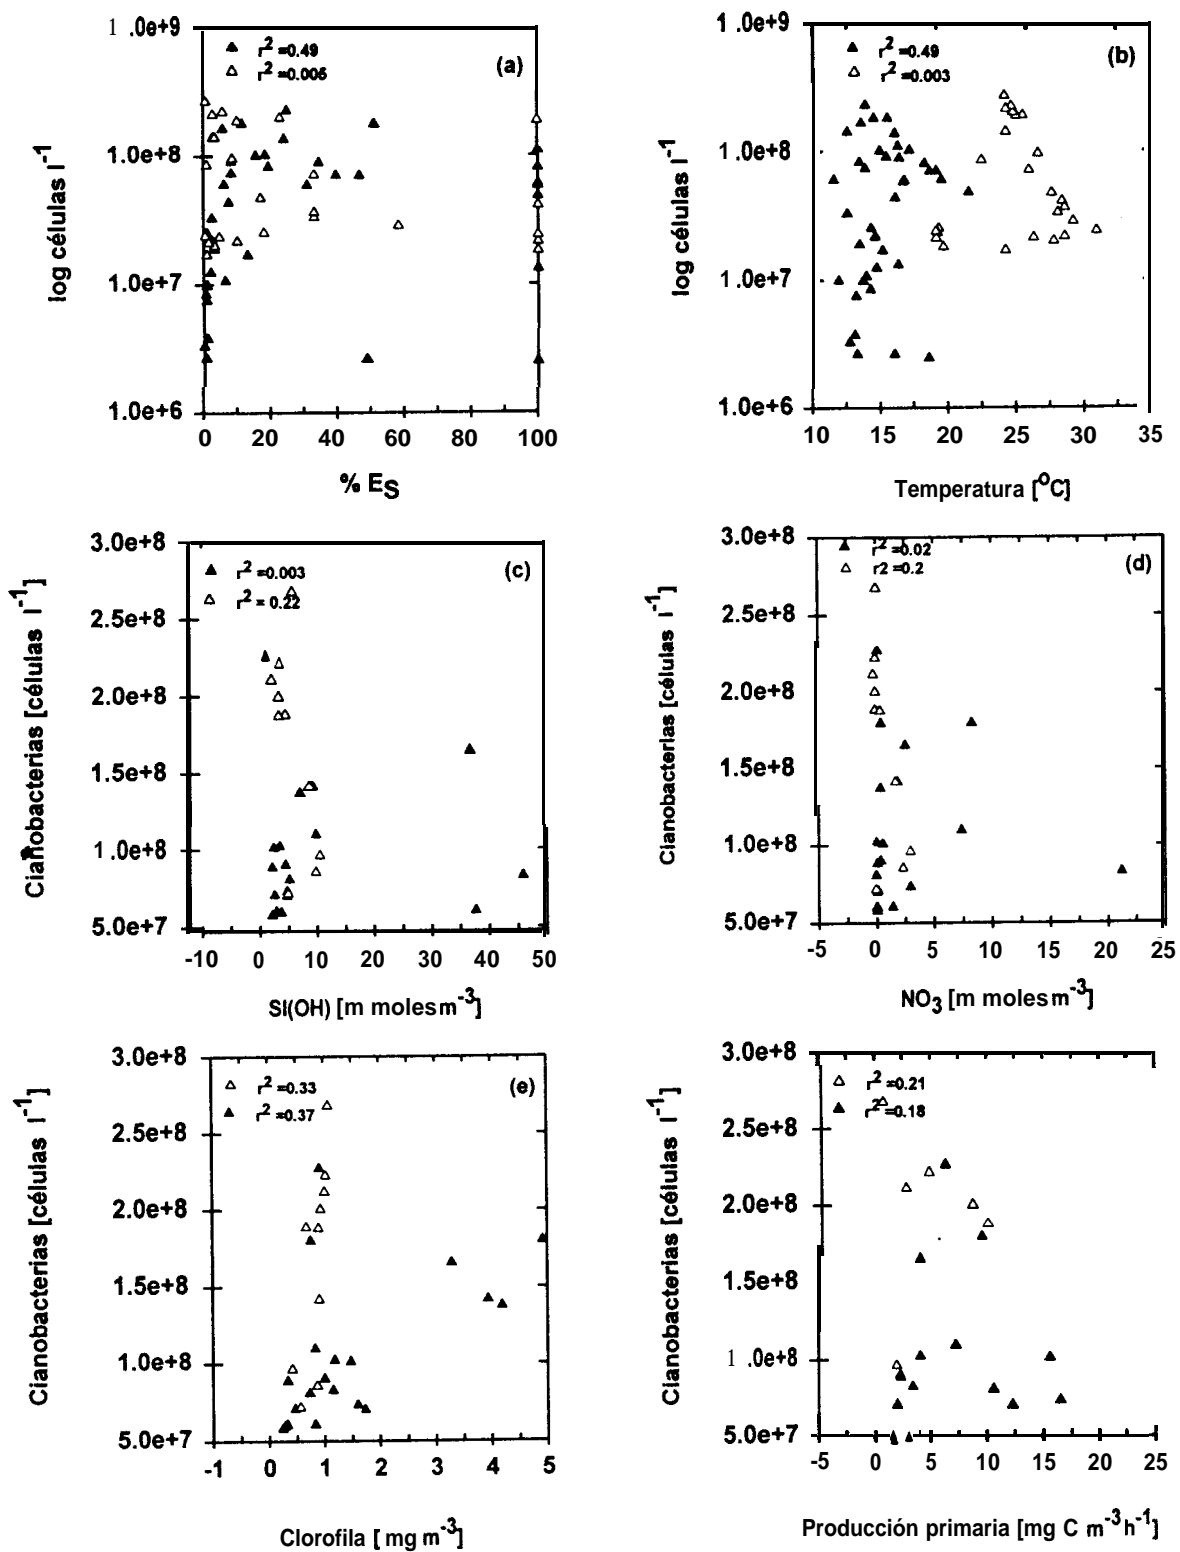 1 .0e+9
1.0e+8
1.0e+7
1.0e+6
log células l⁻¹
r² =0.49
r² =0.005
(a)
0 20 40 60 80 100
% Eₛ
1 .0e+9
1.0e+8
1 .0e+7
1.0e+6
log células l⁻¹
r² =0.49
r² =0.003
(b)
10 15 20 25 30 35
Temperatura [°C]
3.0e+8
2.5e+8
2.0e+8
1.5e+8
1.0e+8
5.0e+7
Cianobacterias [células l⁻¹]
r² =0.003
r² = 0.22
(c)
-10 0 10 20 30 40 50
SI(OH) [m moles m⁻³]
3.0e+8
2.5e+8
2.0e+8
1.5e+8
1.0e+8
5.0e+7
Cianobacterias [células l⁻¹]
r² =0.02
r2 =0.2
(d)
-5 0 5 10 15 20 25
NO₃ [m moles m⁻³]
3.0e+8
2.5e+8
2.0e+8
1.5e+8
1.0e+8
5.0e+7
Cianobacterias [células l⁻¹]
r² =0.33
r² =0.37
(e)
-1 0 1 2 3 4 5
Clorofila [ mg m⁻³]
3.0e+8
2.5e+8
2.0e+8
1.5e+8
1 .0e+8
5.0e+7
Cianobacterias [células l⁻¹]
r² =0.21
r² =0.18
-5 0 5 10 15 20 25
Producción primaria [mg C m⁻³h⁻¹]